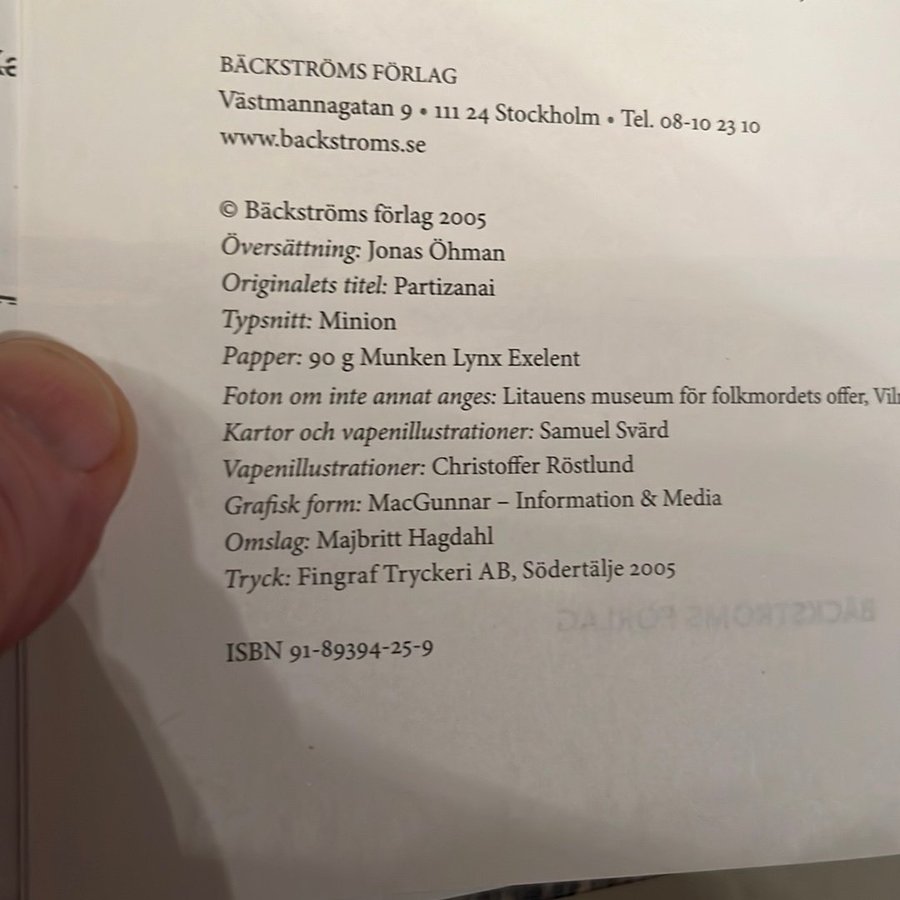 BÄCKSTRÖMS FÖRLAG
Västmannagatan 9 • 111 24 Stockholm • Tel. 08-10 23 10
www.backstroms.se
© Bäckströms förlag 2005
Översättning: Jonas Öhman
Originalets titel: Partizanai
Typsnitt: Minion
Papper: 90 g Munken Lynx Exelent
Foton om inte annat anges: Litauens museum för folkmordets offer,
Kartor och vapenillustrationer: Samuel Svärd
Vapenillustrationer: Christoffer Röstlund
Grafisk form: MacGunnar – Information & Media
Omslag: Majbritt Hagdahl
Tryck: Fingraf Tryckeri AB, Södertälje 2005
BÄCKSTRÖMS FÖRLAG
ISBN 91-89394-25-9